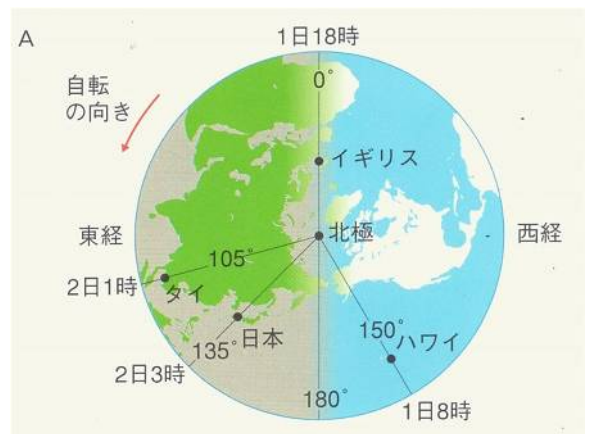 A
1日18時
0°
自転
の向き
イギリス
東経
北極
西経
105°
2日1時
タイ
日本
150°
ハワイ
135°
2日3時
180°
1日8時